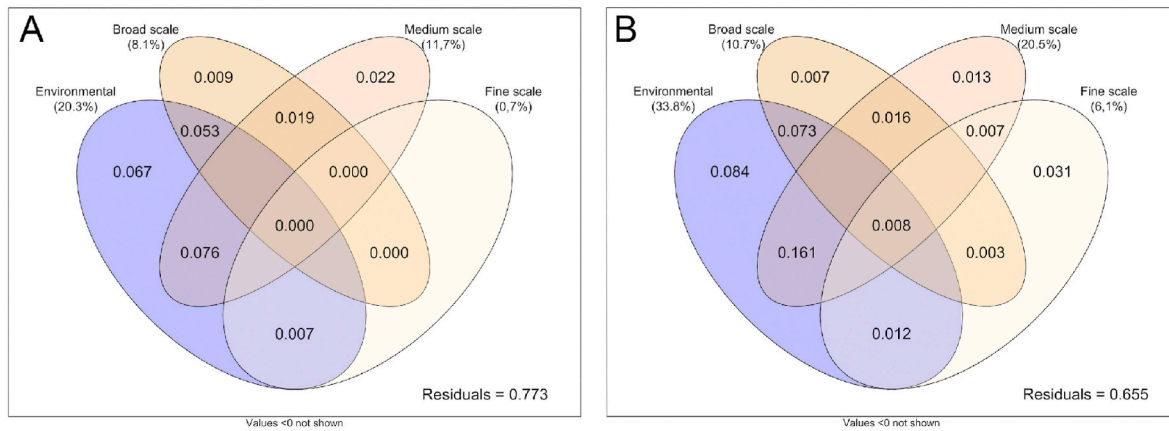 A
Broad scale
(8.1%)
Medium scale
(11,7%)
Environmental
(20.3%)
Fine scale
(0,7%)
0.009
0.022
0.019
0.053
0.067
0.000
0.000
0.076
0.000
0.007
Residuals = 0.773
Values <0 not shown
B
Broad scale
(10.7%)
Medium scale
(20.5%)
Environmental
(33.8%)
Fine scale
(6,1%)
0.007
0.013
0.016
0.073
0.007
0.084
0.031
0.008
0.161
0.003
0.012
Residuals = 0.655
Values <0 not shown